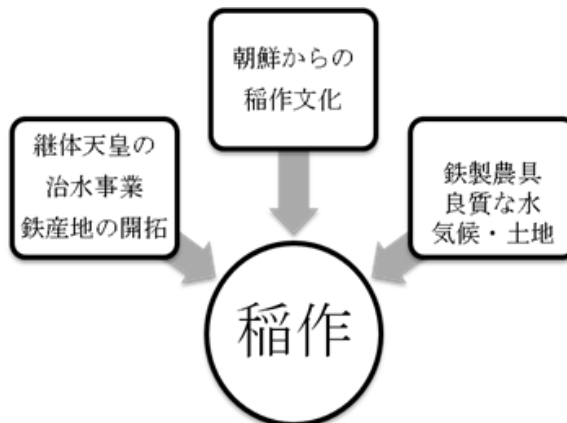 朝鮮からの
稲作文化
継体天皇の
治水事業
鉄産地の開拓
鉄製農具
良質な水
気候・土地
稲作